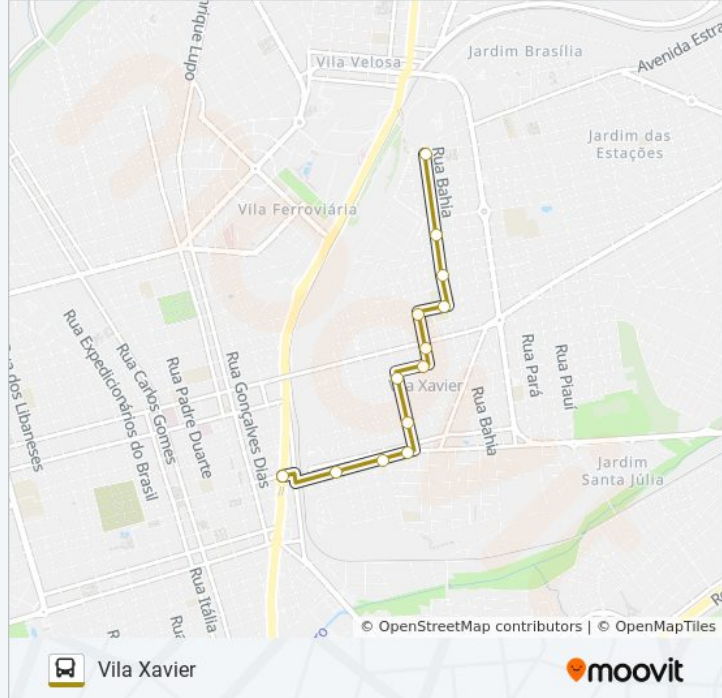 nrique Lupo
Vila Velosa
Jardim Brasília
Avenida Estra
Jardim das
Estações
Rua Bahia
Vila Ferroviária
Rua Expedicionários do Brasil
Rua Carlos Gomes
Rua Padre Duarte
Rua Gonçalves Dias
ua dos Libaneses
Vila Xavier
Rua Bahia
Rua Pará
Rua Piauí
Jardim
Santa Júlia
Rua Itália
© OpenStreetMap contributors | © OpenMapTiles
Vila Xavier
moovit